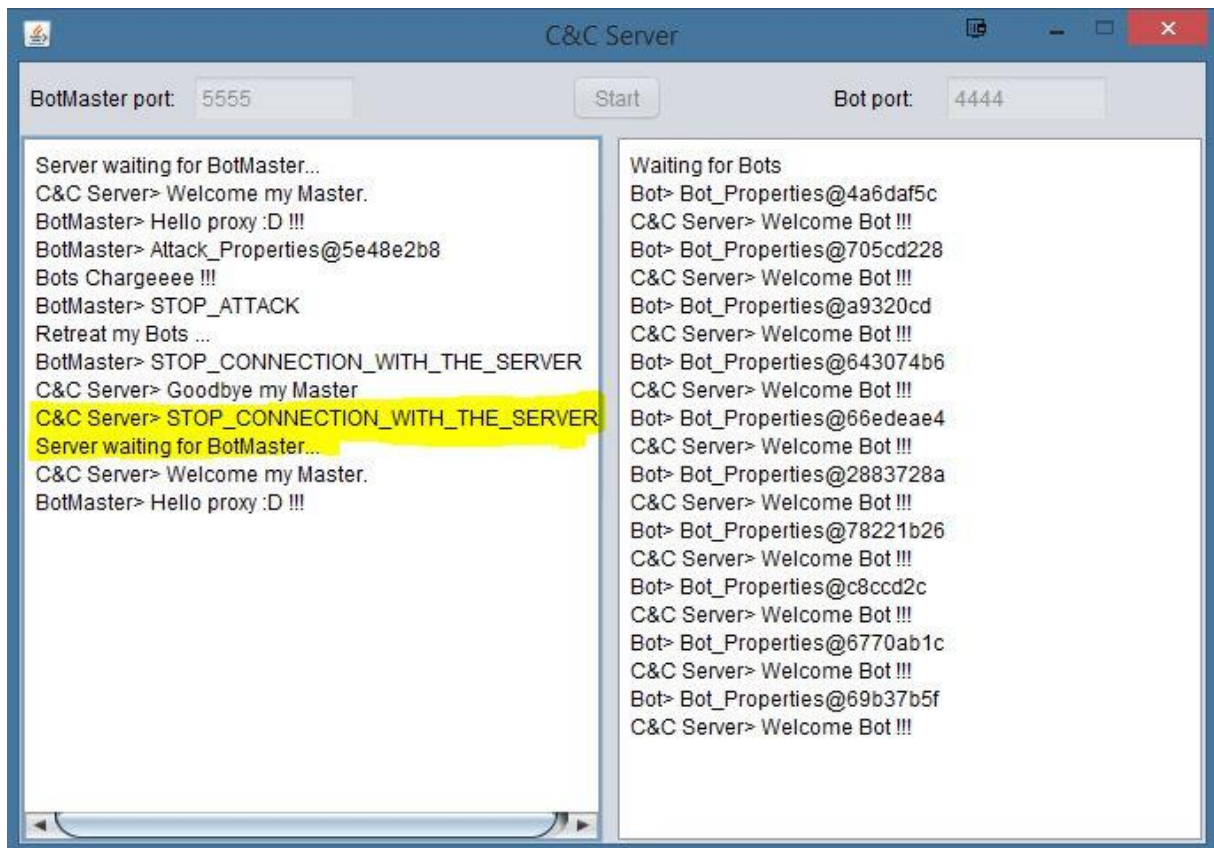 C&C Server
BotMaster port: 5555 Start Bot port: 4444
Server waiting for BotMaster...
C&C Server> Welcome my Master.
BotMaster> Hello proxy :D !!!
BotMaster> Attack_Properties@5e48e2b8
Bots Chargeeee !!!
BotMaster> STOP_ATTACK
Retreat my Bots ...
BotMaster> STOP_CONNECTION_WITH_THE_SERVER
C&C Server> Goodbye my Master
C&C Server> STOP_CONNECTION_WITH_THE_SERVER
Server waiting for BotMaster...
C&C Server> Welcome my Master.
BotMaster> Hello proxy :D !!!
Waiting for Bots
Bot> Bot_Properties@4a6daf5c
C&C Server> Welcome Bot !!!
Bot> Bot_Properties@705cd228
C&C Server> Welcome Bot !!!
Bot> Bot_Properties@a9320cd
C&C Server> Welcome Bot !!!
Bot> Bot_Properties@643074b6
C&C Server> Welcome Bot !!!
Bot> Bot_Properties@66edeae4
C&C Server> Welcome Bot !!!
Bot> Bot_Properties@2883728a
C&C Server> Welcome Bot !!!
Bot> Bot_Properties@78221b26
C&C Server> Welcome Bot !!!
Bot> Bot_Properties@c8ccd2c
C&C Server> Welcome Bot !!!
Bot> Bot_Properties@6770ab1c
C&C Server> Welcome Bot !!!
Bot> Bot_Properties@69b37b5f
C&C Server> Welcome Bot !!!